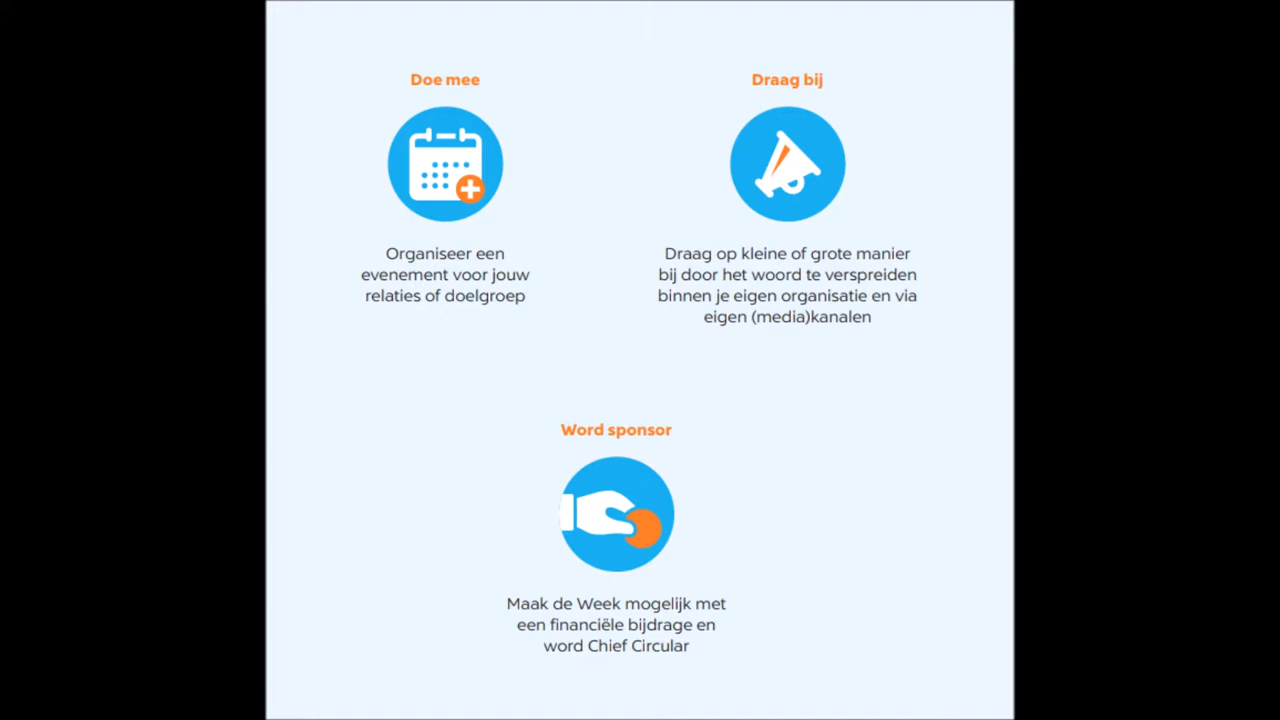 Doe mee
Organiseer een
evenement voor jouw
relaties of doelgroep
Draag bij
Draag op kleine of grote manier
bij door het woord te verspreiden
binnen je eigen organisatie en via
eigen (media)kanalen
Word sponsor
Maak de Week mogelijk met
een financiële bijdrage en
word Chief Circular